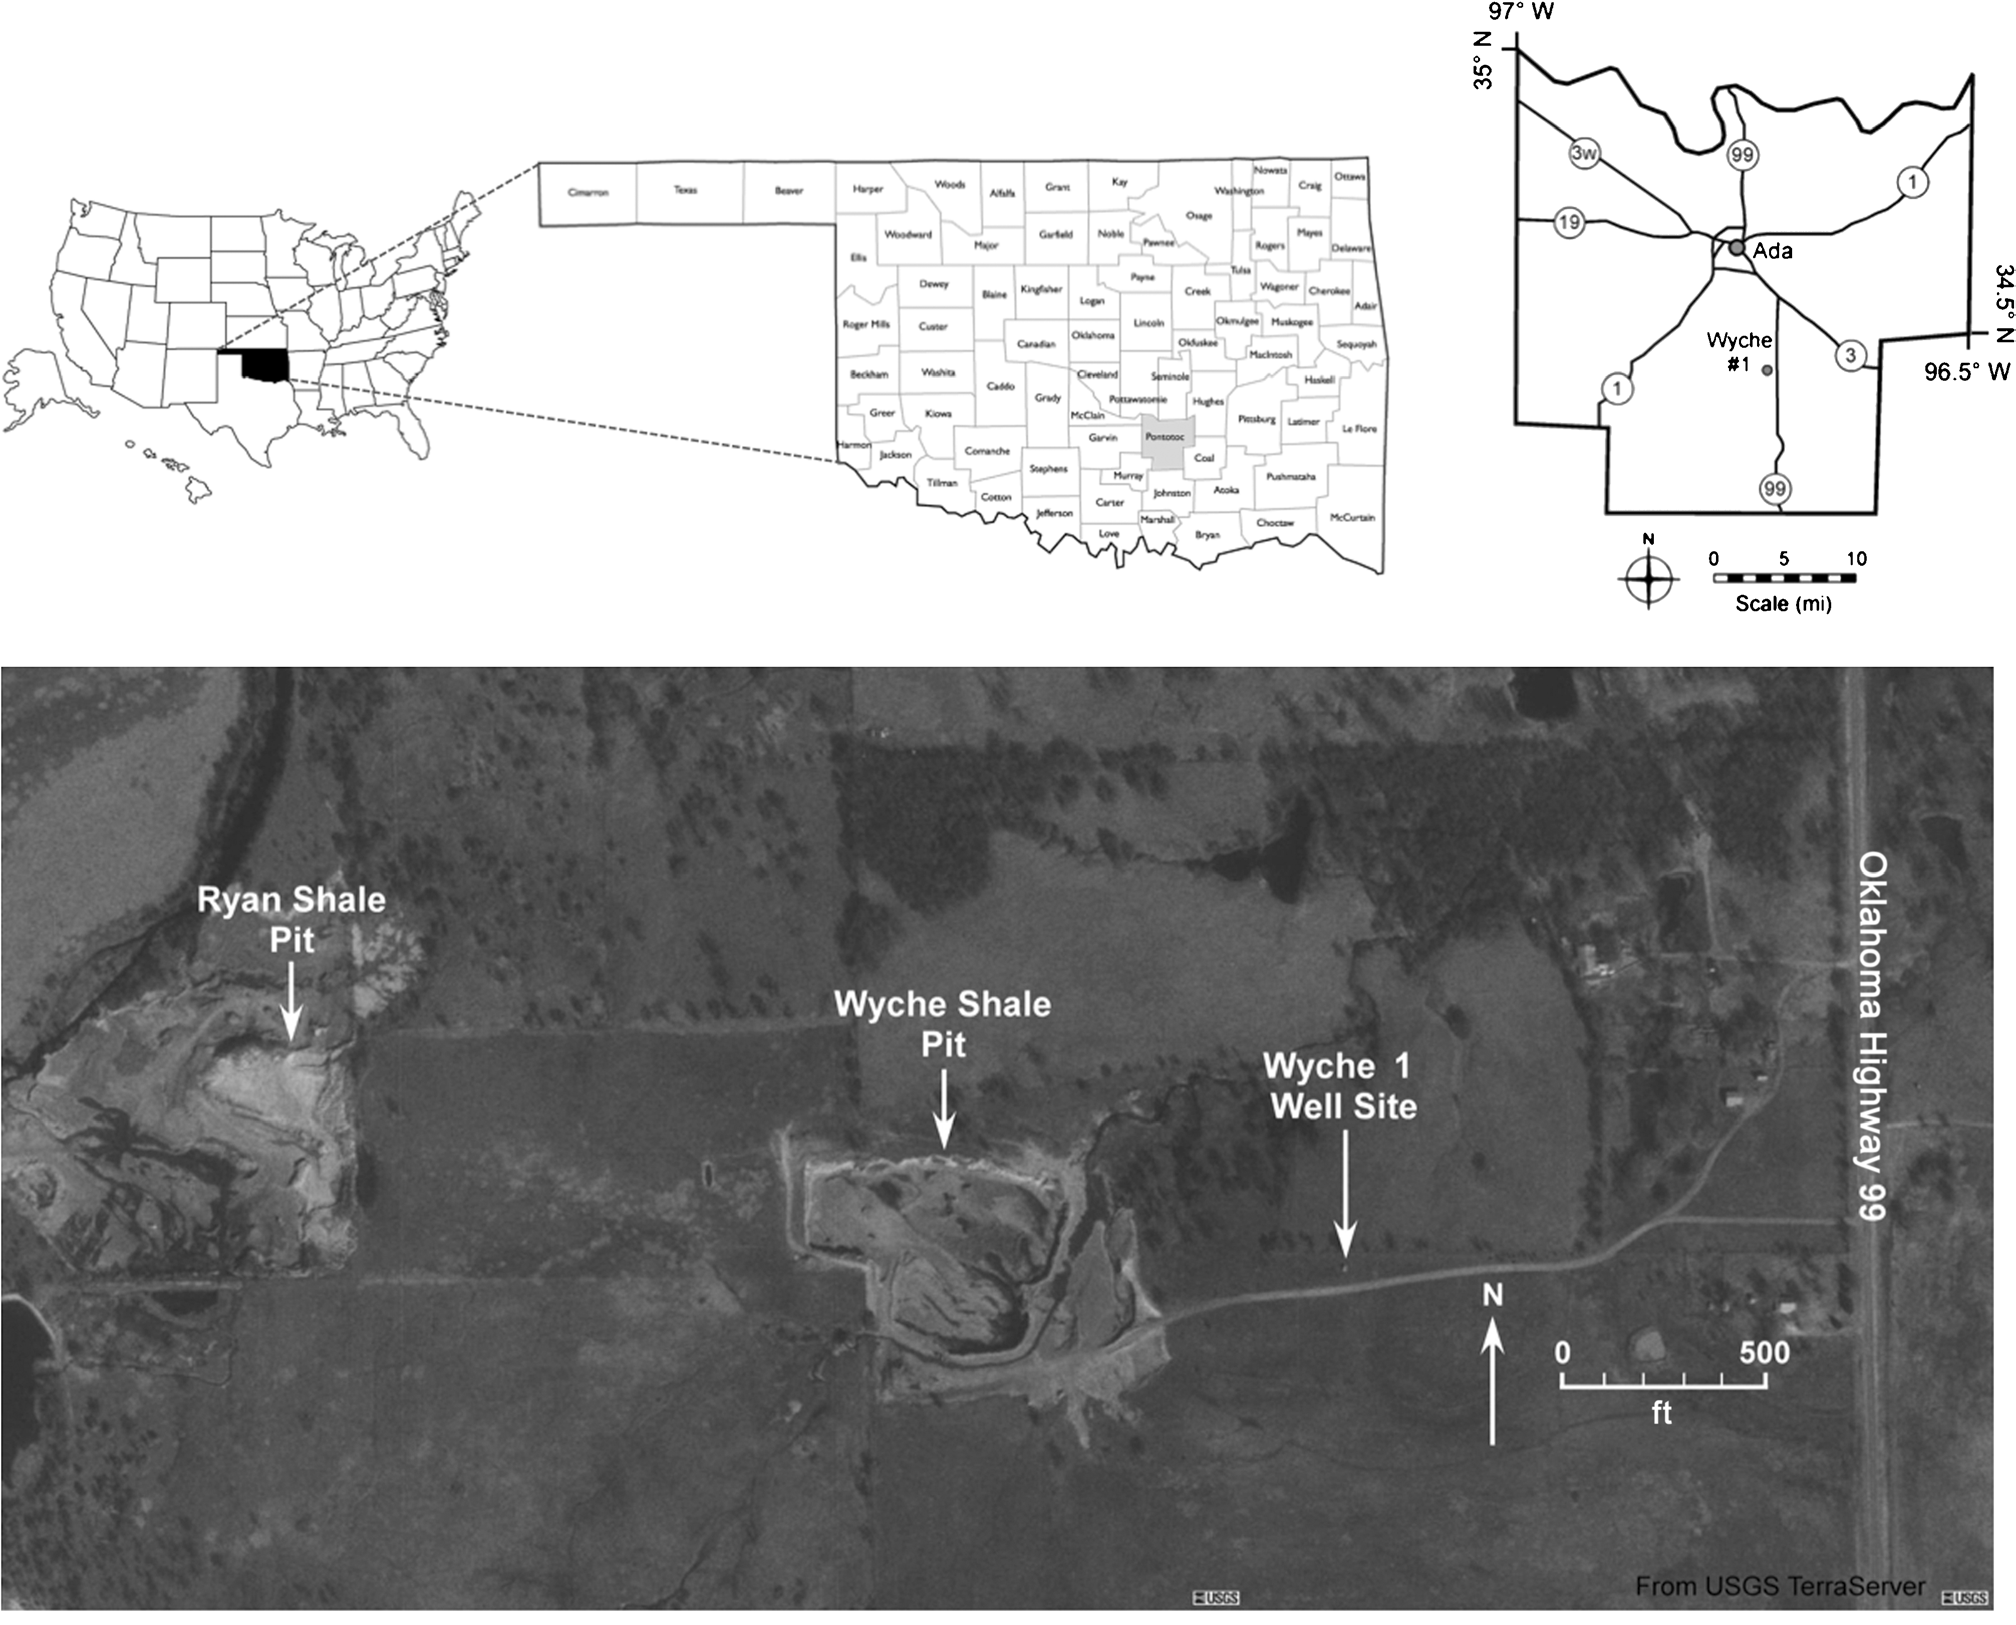 97° W
35° N
3w
99
1
19
Ada
34.5° N
Wyche
#1
3
96.5° W
1
99
N
0 5 10
Scale (mi)
Cimarron
Texas
Beaver
Harper
Woods
Alfalfa
Grant
Kay
Nowata
Washington
Craig
Ottawa
Osage
Woodward
Major
Garfield
Noble
Pawnee
Rogers
Mayes
Delaware
Ellis
Dewey
Blaine
Kingfisher
Logan
Payne
Creek
Tulsa
Wagoner
Cherokee
Adair
Roger Mills
Custer
Canadian
Oklahoma
Lincoln
Okfuskee
Okmulgee
Muskogee
MacIntosh
Sequoyah
Beckham
Washita
Caddo
Grady
Cleveland
Pottawatomie
Seminole
Hughes
Haskell
Greer
Kiowa
McClain
Pittsburg
Latimer
Le Flore
Harmon
Jackson
Comanche
Garvin
Pontotoc
Coal
Stephens
Murray
Pushmataha
Tillman
Cotton
Carter
Johnston
Atoka
Jefferson
Marshall
Choctaw
McCurtain
Love
Bryan
Ryan Shale
Pit
Wyche Shale
Pit
Wyche 1
Well Site
Oklahoma Highway 99
N
0 500
ft
From USGS TerraServer
USGS
USGS